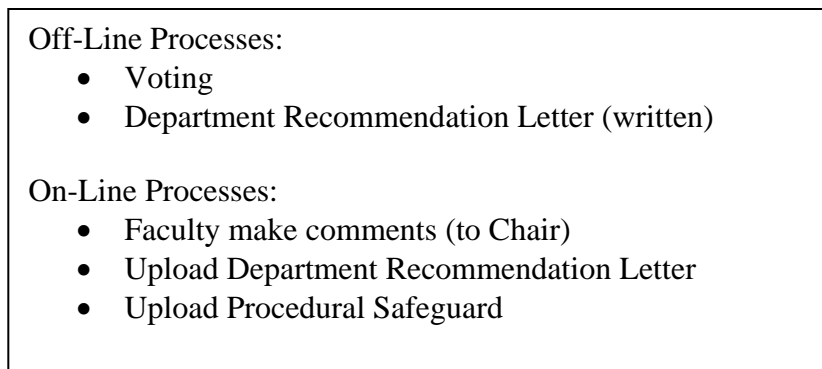 Off-Line Processes:
• Voting
• Department Recommendation Letter (written)
On-Line Processes:
• Faculty make comments (to Chair)
• Upload Department Recommendation Letter
• Upload Procedural Safeguard